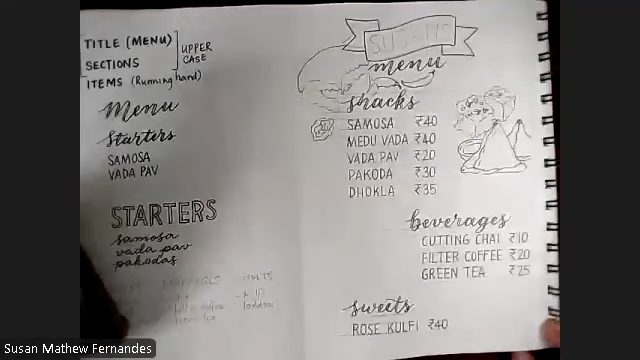 TITLE (MENU)
SECTIONS
UPPER
CASE
ITEMS (Running hand)
Menu
Starters
SAMOSA
VADA PAV
STARTERS
samosa
vada pav
pakodas
menu
snacks
SAMOSA ₹40
MEDU VADA ₹40
VADA PAV ₹20
PAKODA ₹30
DHOKLA ₹35
beverages
CUTTING CHAI ₹10
FILTER COFFEE ₹20
GREEN TEA ₹25
sweets
ROSE KULFI ₹40
Susan Mathew Fernandes